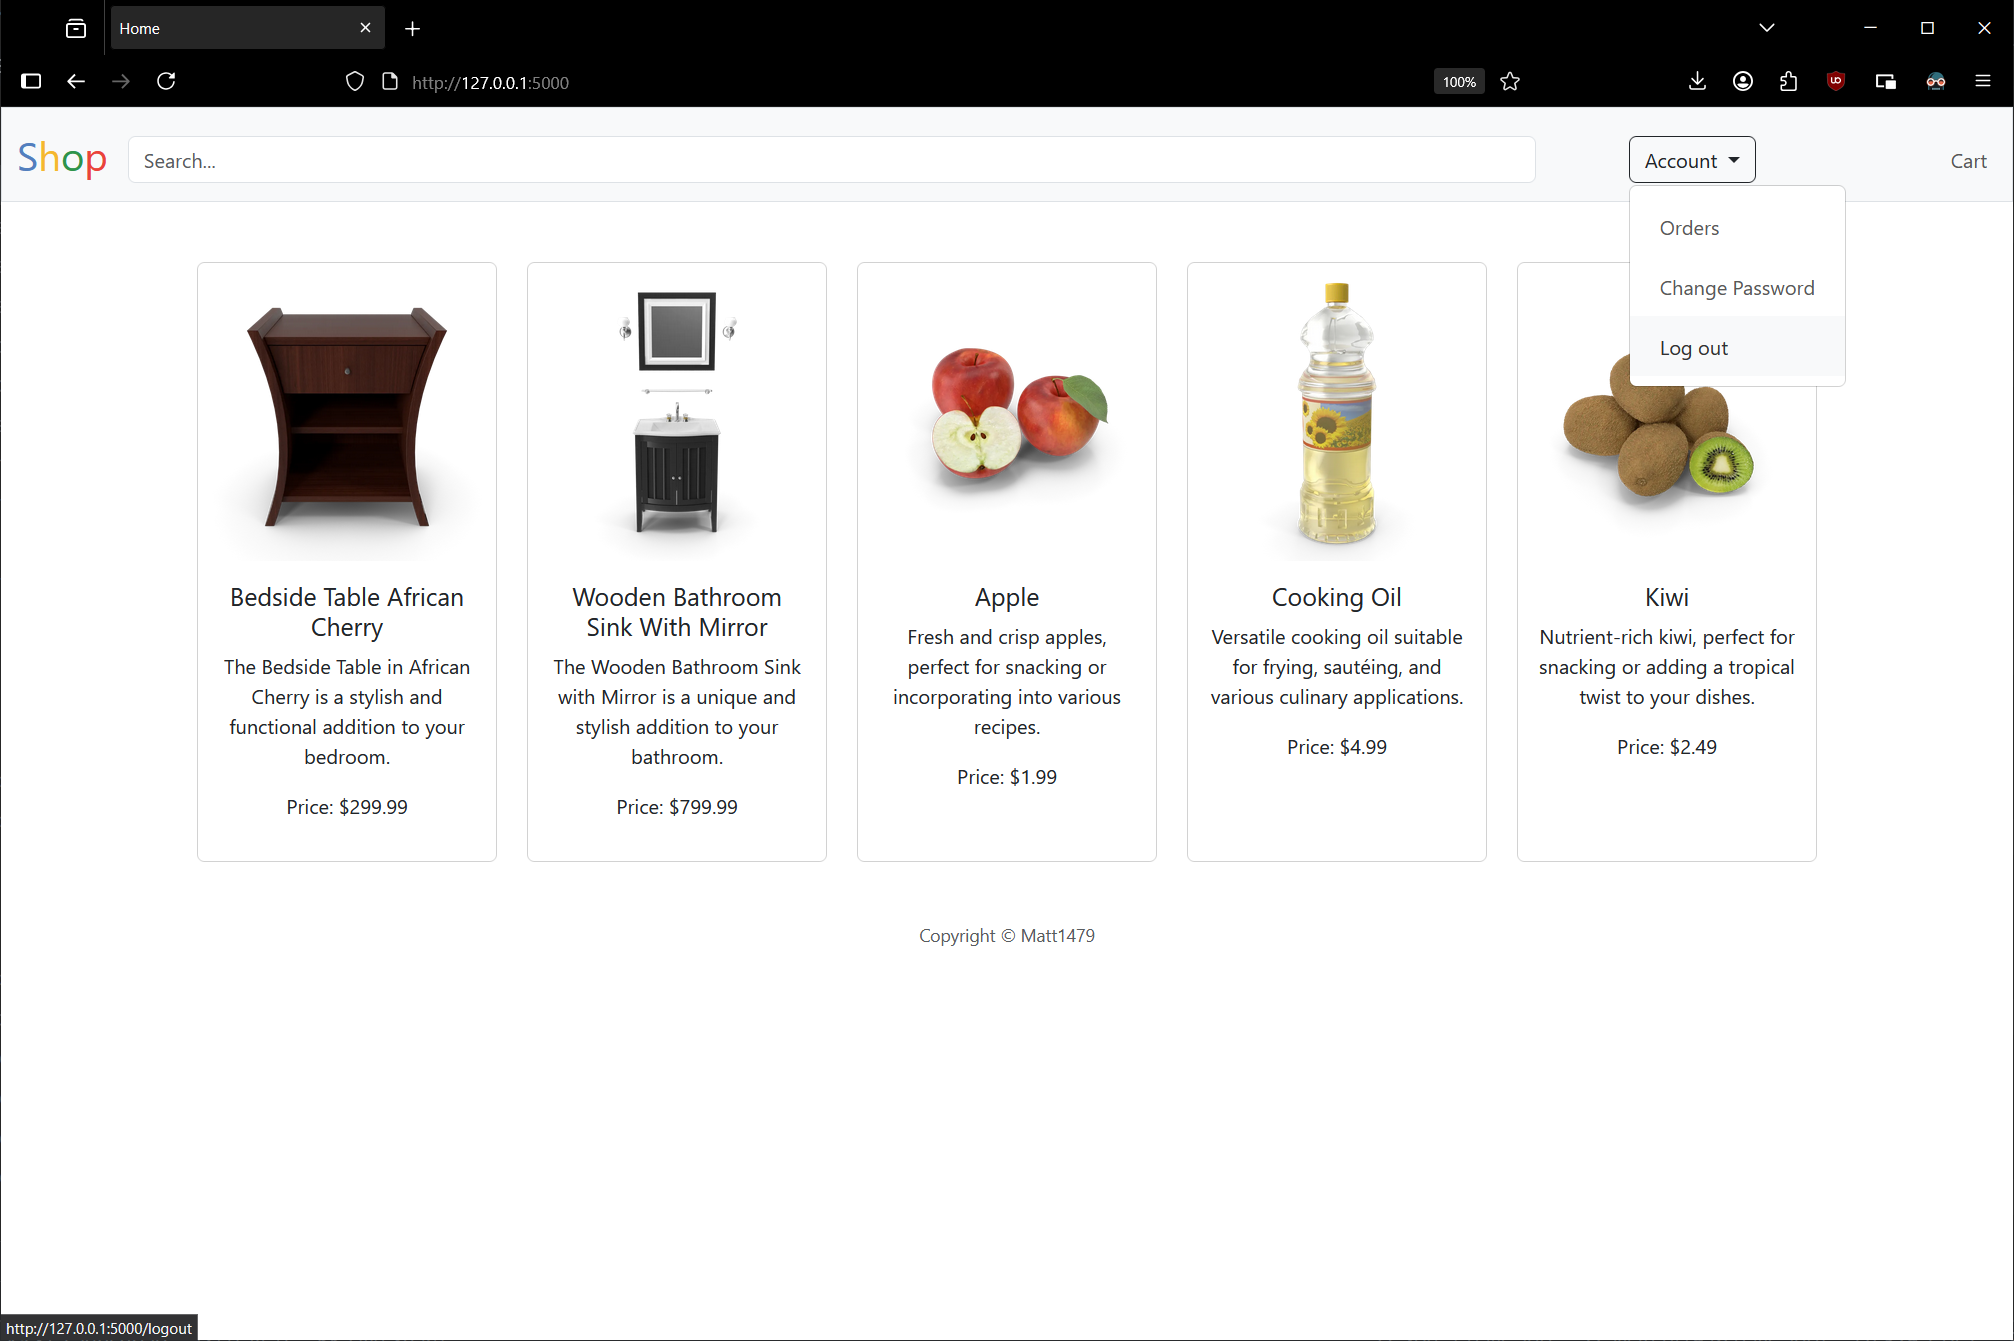 Home
http://127.0.0.1:5000
100%
Shop
Search...
Account
Cart
Orders
Change Password
Log out
Bedside Table African
Cherry
The Bedside Table in African
Cherry is a stylish and
functional addition to your
bedroom.
Price: $299.99
Wooden Bathroom
Sink With Mirror
The Wooden Bathroom Sink
with Mirror is a unique and
stylish addition to your
bathroom.
Price: $799.99
Apple
Fresh and crisp apples,
perfect for snacking or
incorporating into various
recipes.
Price: $1.99
Cooking Oil
Versatile cooking oil suitable
for frying, sautéing, and
various culinary applications.
Price: $4.99
Kiwi
Nutrient-rich kiwi, perfect for
snacking or adding a tropical
twist to your dishes.
Price: $2.49
Copyright © Matt1479
http://127.0.0.1:5000/logout